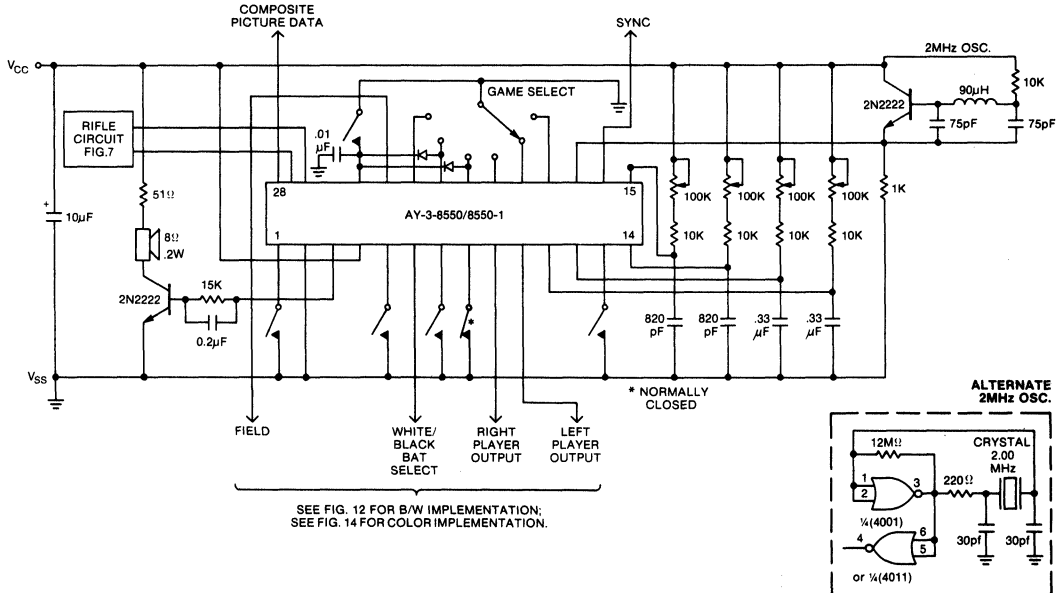 COMPOSITE
PICTURE DATA
SYNC
2MHz OSC.
VCC
GAME SELECT
10K
2N2222
90µH
75pF
75pF
RIFLE
CIRCUIT
FIG.7
.01
µF
28
15
AY-3-8550/8550-1
1
14
100K
100K
100K
100K
1K
+
10µF
51Ω
8Ω
.2W
10K
10K
10K
10K
2N2222
15K
0.2µF
*
820
pF
820
pF
.33
µF
.33
µF
VSS
* NORMALLY
CLOSED
FIELD
WHITE/
BLACK
BAT
SELECT
RIGHT
PLAYER
OUTPUT
LEFT
PLAYER
OUTPUT
SEE FIG. 12 FOR B/W IMPLEMENTATION;
SEE FIG. 14 FOR COLOR IMPLEMENTATION.
ALTERNATE
2MHz OSC.
12MΩ
CRYSTAL
2.00
MHz
1
2
3
220Ω
¼(4001)
4
6
5
30pf
30pf
or ¼(4011)